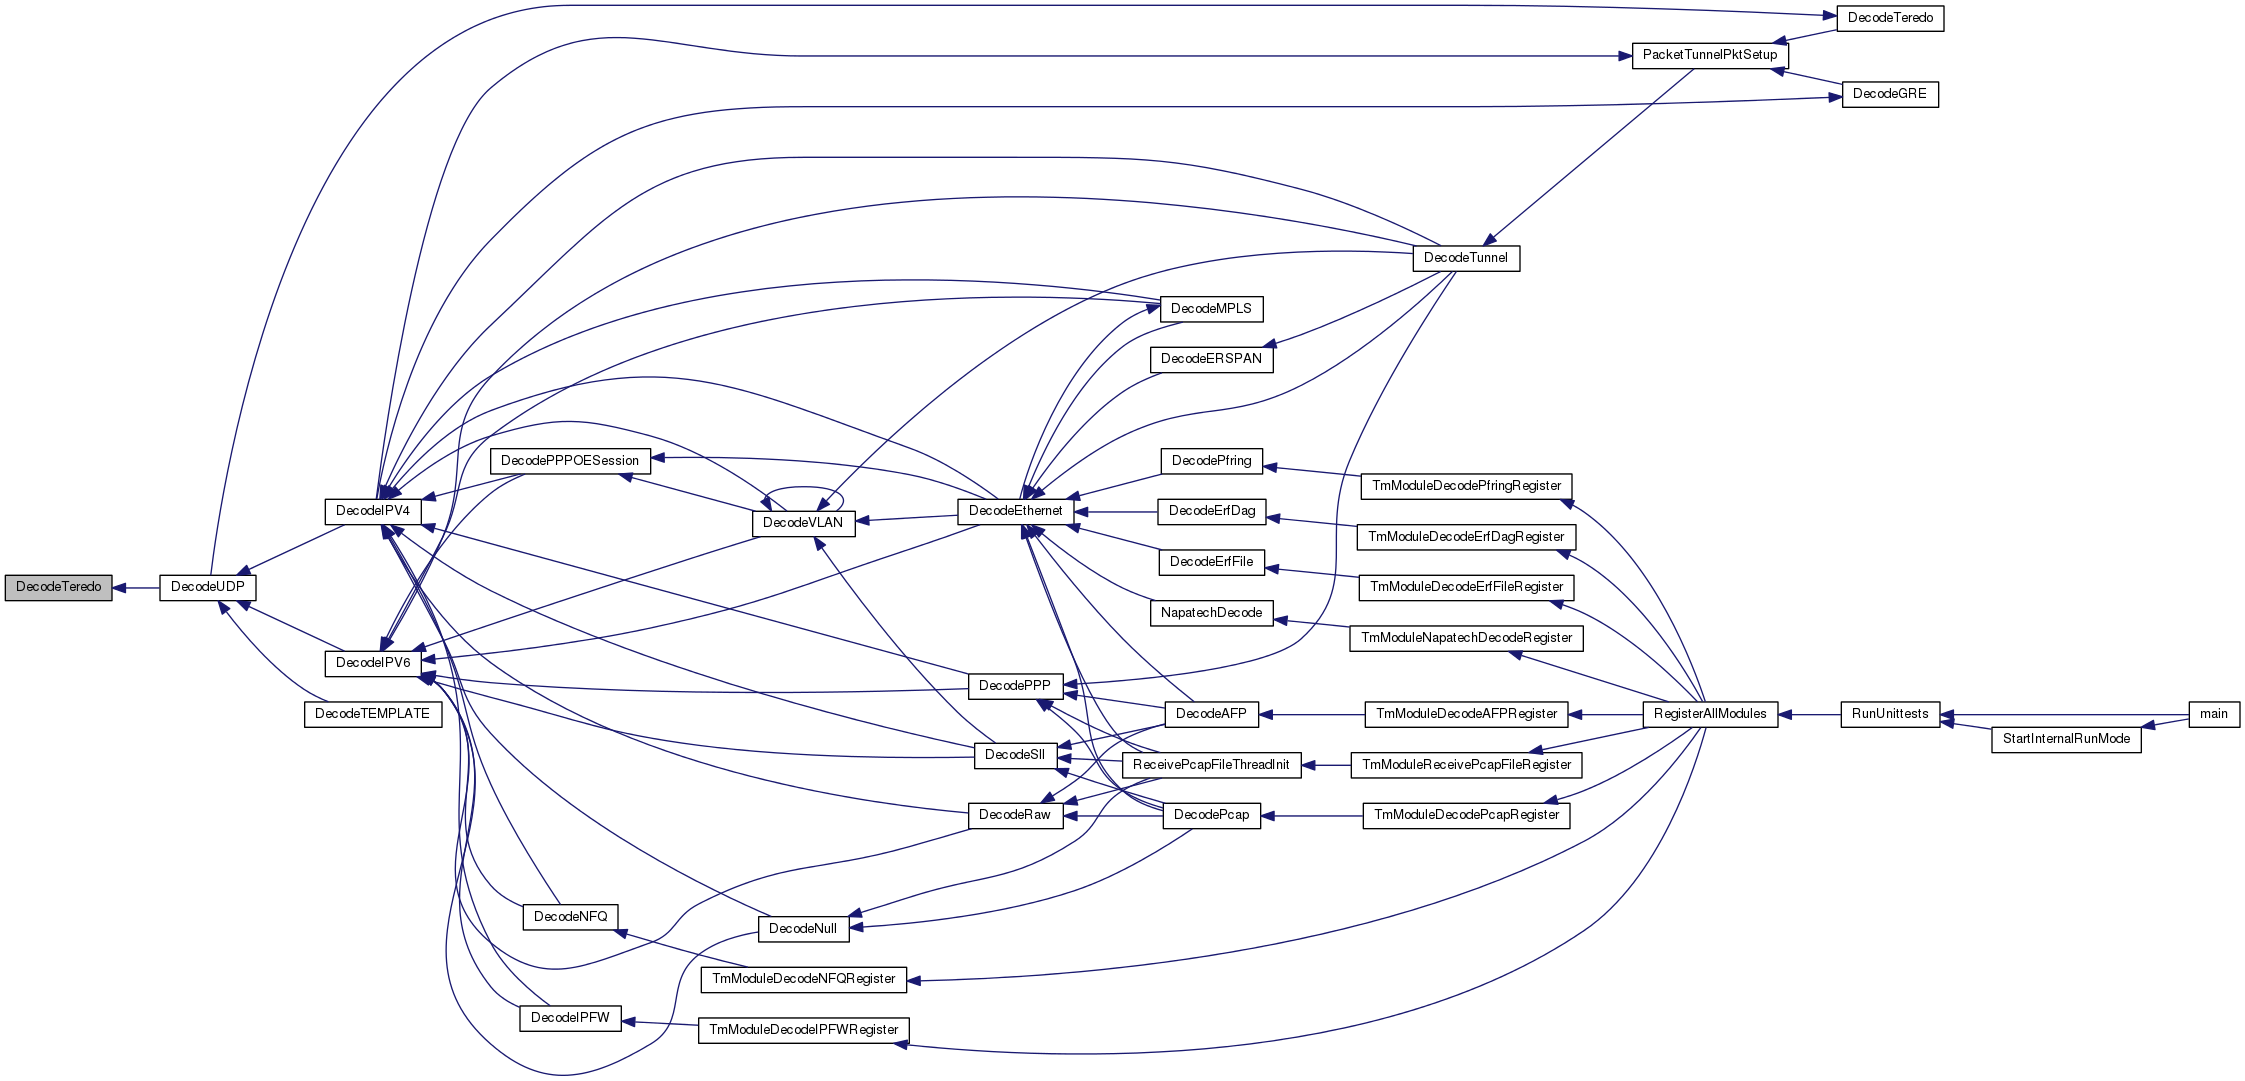 DecodeTeredo
PacketTunnelPktSetup
DecodeGRE
DecodeTunnel
DecodeMPLS
DecodeERSPAN
DecodePPPOESession
DecodePfring
TmModuleDecodePfringRegister
DecodeIPV4
DecodeVLAN
DecodeEthernet
DecodeErfDag
TmModuleDecodeErfDagRegister
DecodeErfFile
TmModuleDecodeErfFileRegister
DecodeTeredo
DecodeUDP
NapatechDecode
TmModuleNapatechDecodeRegister
DecodeIPV6
DecodePPP
DecodeTEMPLATE
DecodeAFP
TmModuleDecodeAFPRegister
RegisterAllModules
RunUnittests
main
StartInternalRunMode
DecodeSll
ReceivePcapFileThreadInit
TmModuleReceivePcapFileRegister
DecodeRaw
DecodePcap
TmModuleDecodePcapRegister
DecodeNFQ
DecodeNull
TmModuleDecodeNFQRegister
DecodeIPFW
TmModuleDecodeIPFWRegister